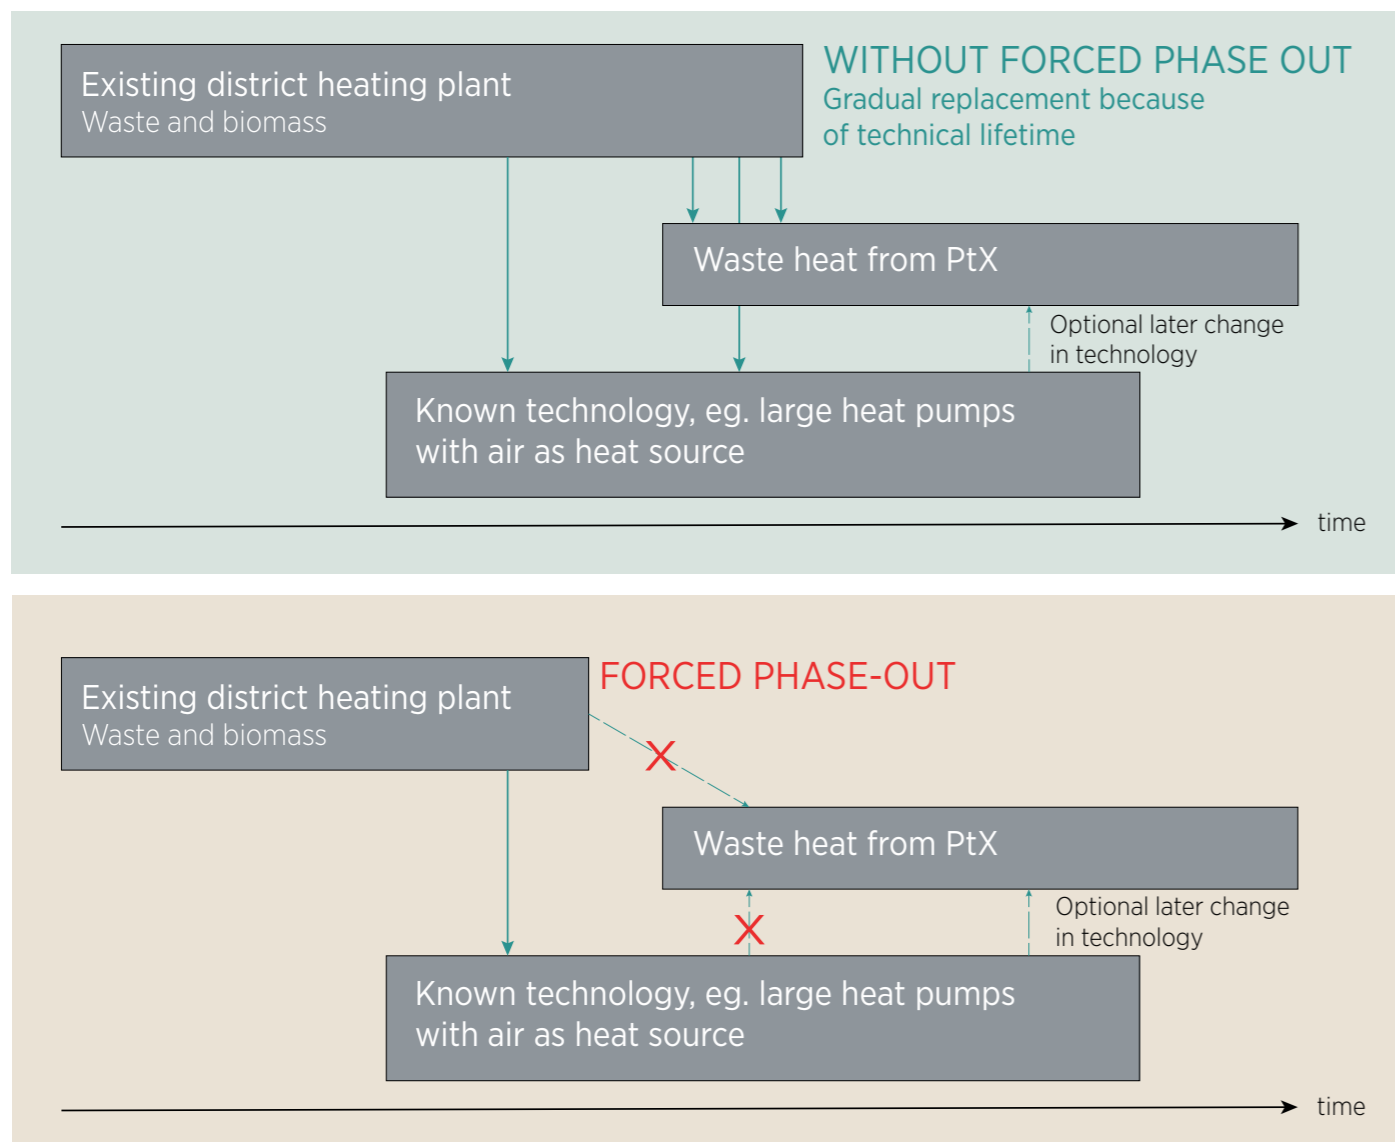 Existing district heating plant
Waste and biomass
WITHOUT FORCED PHASE OUT
Gradual replacement because
of technical lifetime
Waste heat from PtX
Optional later change
in technology
Known technology, eg. large heat pumps
with air as heat source
time
Existing district heating plant
Waste and biomass
FORCED PHASE-OUT
X
Waste heat from PtX
X
Optional later change
in technology
Known technology, eg. large heat pumps
with air as heat source
time